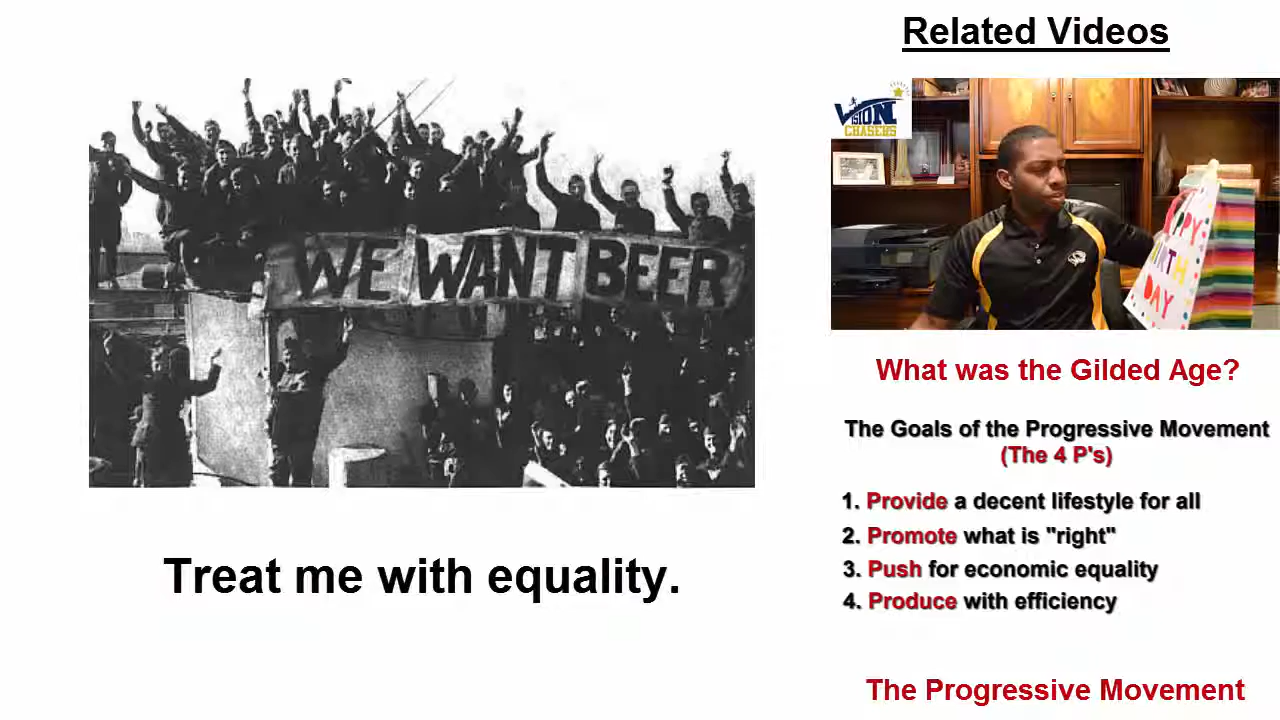 Related Videos
VISION
CHASERS
WE WANT BEER
HAPPY
BIRTH
DAY
What was the Gilded Age?
The Goals of the Progressive Movement
(The 4 P's)
1. Provide a decent lifestyle for all
2. Promote what is "right"
3. Push for economic equality
4. Produce with efficiency
Treat me with equality.
The Progressive Movement